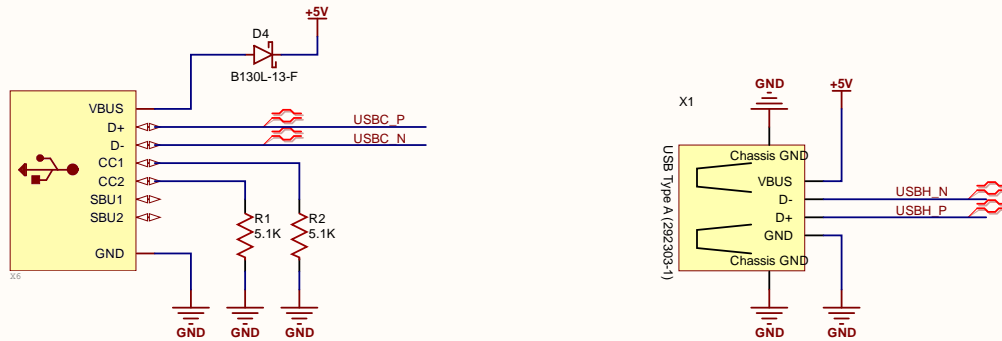 +5V
D4
B130L-13-F
VBUS
D+
D-
CC1
CC2
SBU1
SBU2
GND
X6
USBC_P
USBC_N
R1
5.1K
R2
5.1K
GND
GND
GND
X1
GND
+5V
USB Type A (292303-1)
Chassis GND
VBUS
D-
D+
GND
Chassis GND
USBH_N
USBH_P
GND
GND